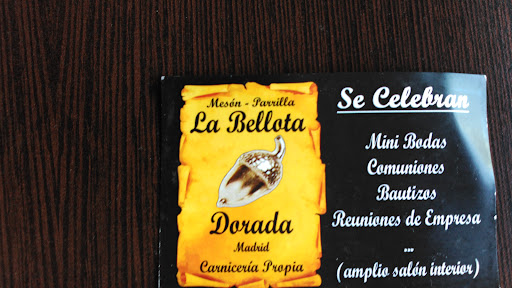 Mesón - Parrilla
La Bellota
Dorada
Madrid
Carnicería Propia
Se Celebran
Mini Bodas
Comuniones
Bautizos
Reuniones de Empresa
...
(amplio salón interior)